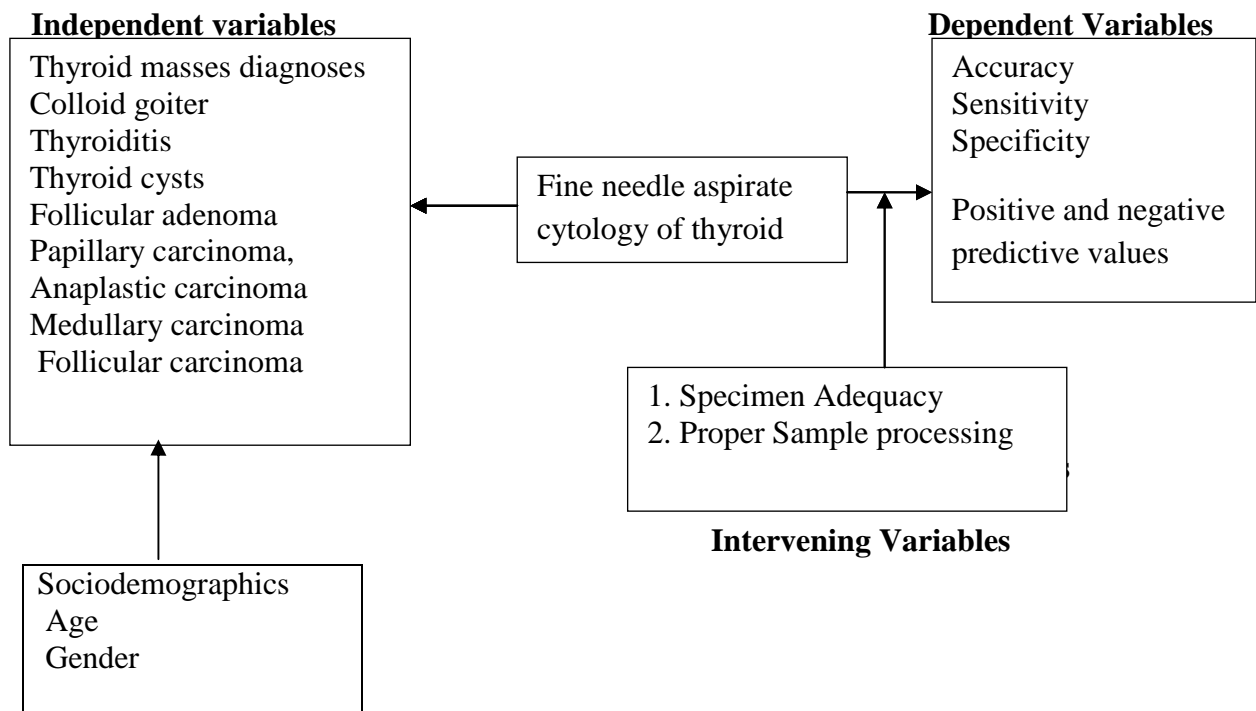 Independent variables
Thyroid masses diagnoses
Colloid goiter
Thyroiditis
Thyroid cysts
Follicular adenoma
Papillary carcinoma,
Anaplastic carcinoma
Medullary carcinoma
Follicular carcinoma
Sociodemographics
Age
Gender
Fine needle aspirate
cytology of thyroid
Dependent Variables
Accuracy
Sensitivity
Specificity
Positive and negative
predictive values
1. Specimen Adequacy
2. Proper Sample processing
Intervening Variables